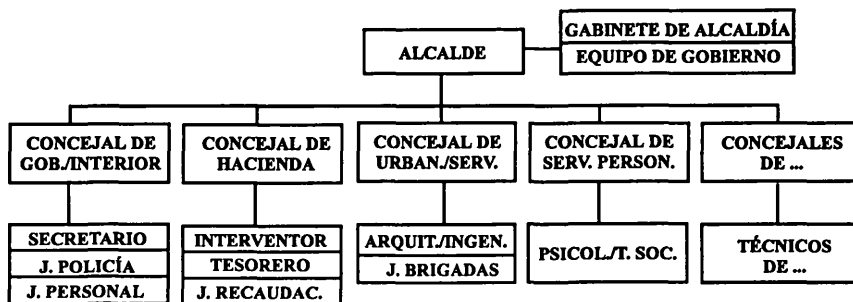 GABINETE DE ALCALDÍA
ALCALDE
EQUIPO DE GOBIERNO
CONCEJAL DE
GOB./INTERIOR
CONCEJAL DE
HACIENDA
CONCEJAL DE
URBAN./SERV.
CONCEJAL DE
SERV. PERSON.
CONCEJALES
DE ...
SECRETARIO
J. POLICÍA
J. PERSONAL
INTERVENTOR
TESORERO
J. RECAUDAC.
ARQUIT./INGEN.
J. BRIGADAS
PSICOL./T. SOC.
TÉCNICOS
DE ...